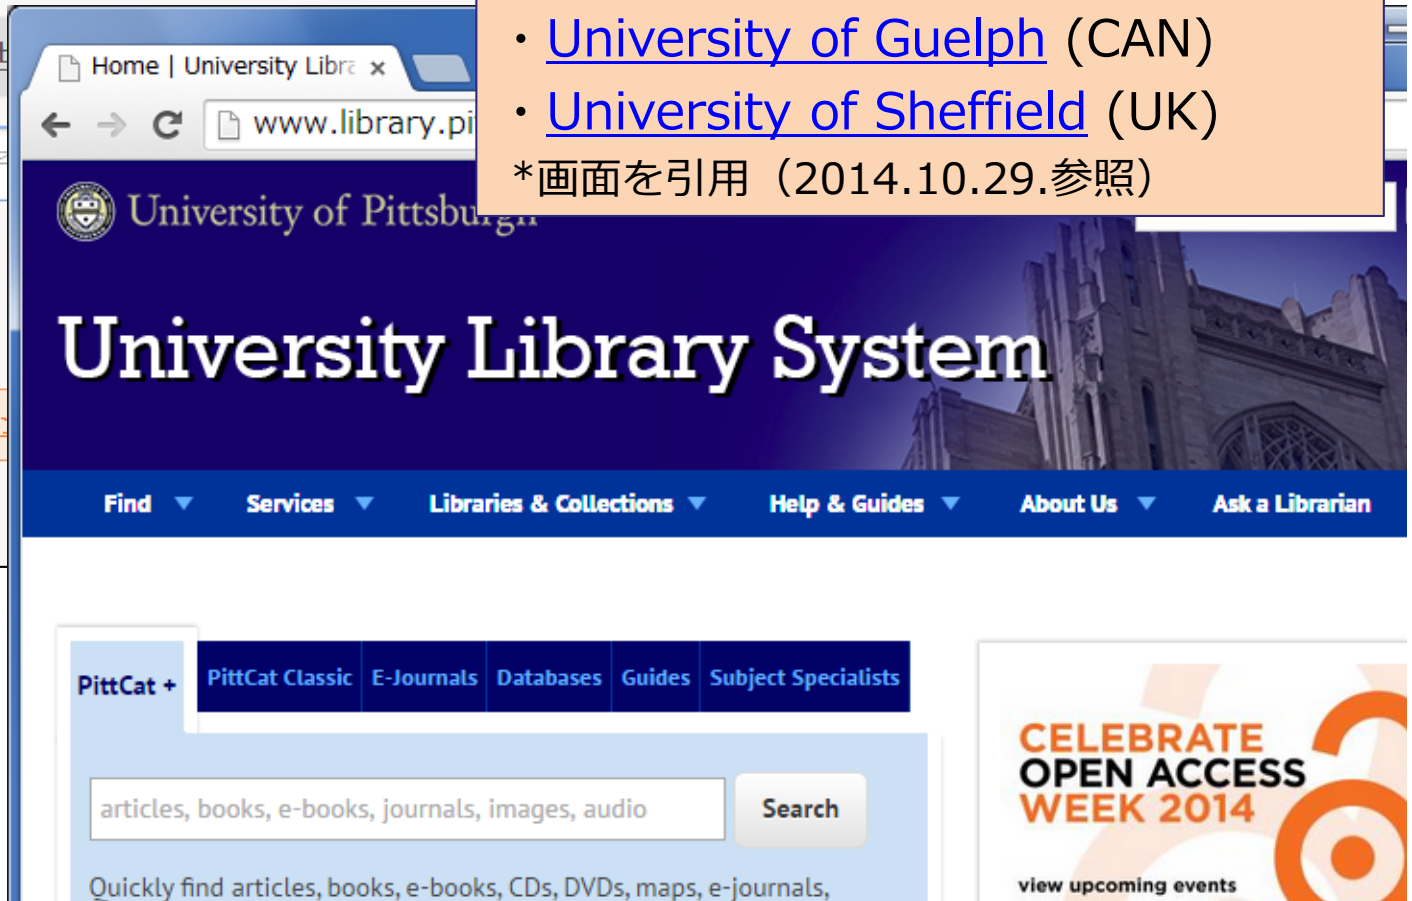 ・University of Guelph (CAN)
・University of Sheffield (UK)
*画面を引用（2014.10.29.参照）
Home | University Libra
www.library.pi
University of Pittsburgh
University Library System
Find
Services
Libraries & Collections
Help & Guides
About Us
Ask a Librarian
PittCat +
PittCat Classic
E-Journals
Databases
Guides
Subject Specialists
articles, books, e-books, journals, images, audio
Search
Quickly find articles, books, e-books, CDs, DVDs, maps, e-journals,
CELEBRATE
OPEN ACCESS
WEEK 2014
view upcoming events